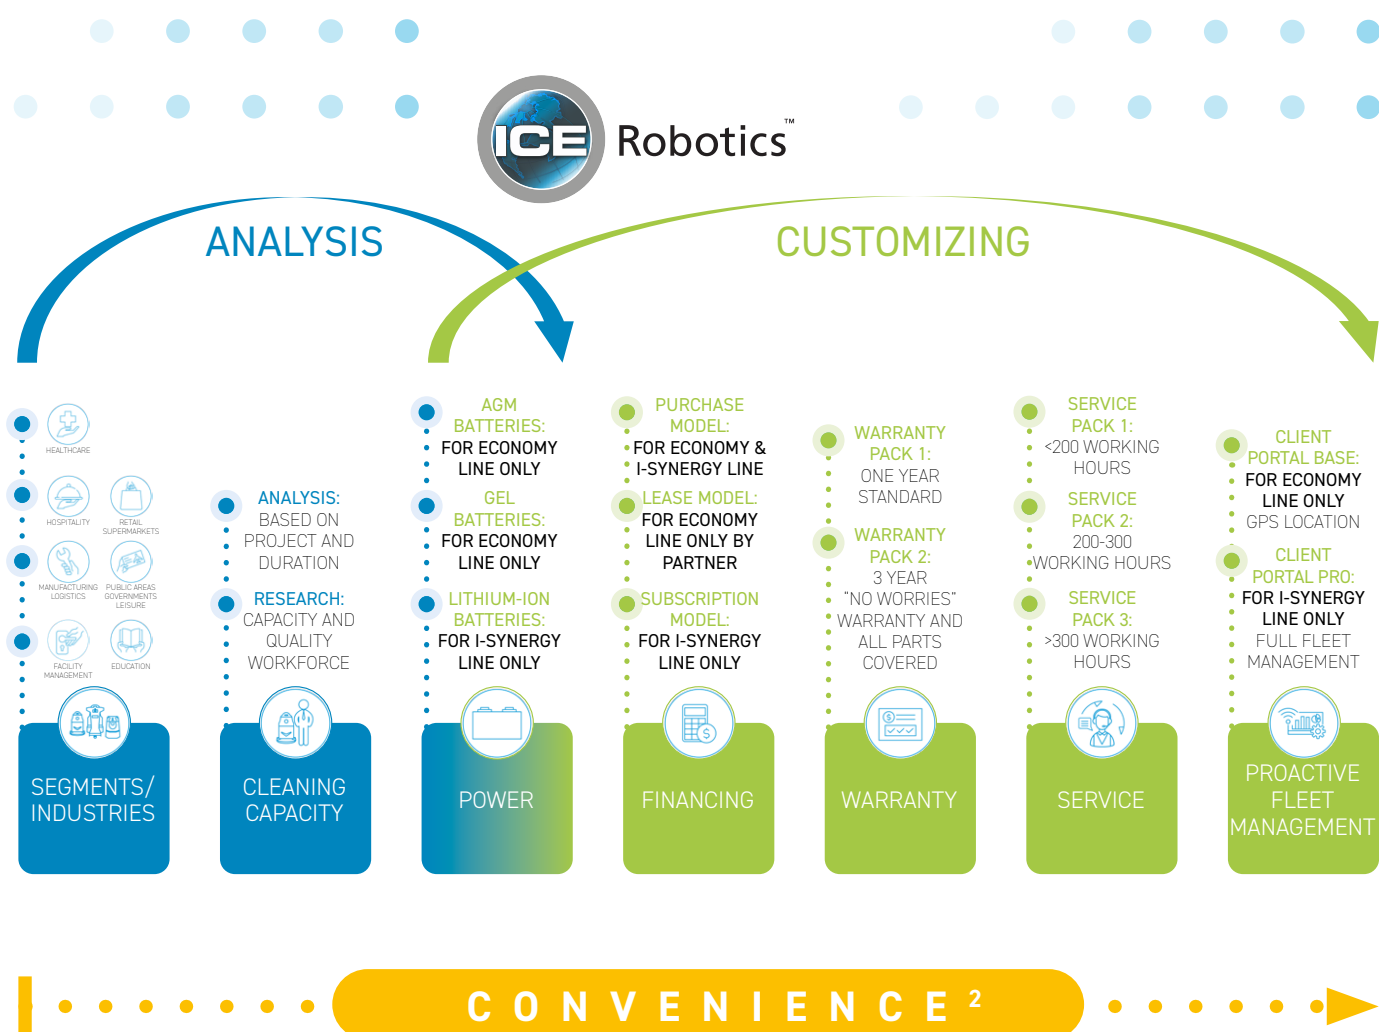 ICE Robotics™
ANALYSIS
CUSTOMIZING
HEALTHCARE
HOSPITALITY
RETAIL
SUPERMARKETS
MANUFACTURING
LOGISTICS
PUBLIC AREAS
GOVERNMENTS
LEISURE
FACILITY
MANAGEMENT
EDUCATION
SEGMENTS/
INDUSTRIES
ANALYSIS:
BASED ON
PROJECT AND
DURATION
RESEARCH:
CAPACITY AND
QUALITY
WORKFORCE
CLEANING
CAPACITY
AGM
BATTERIES:
FOR ECONOMY
LINE ONLY
GEL
BATTERIES:
FOR ECONOMY
LINE ONLY
LITHIUM-ION
BATTERIES:
FOR I-SYNERGY
LINE ONLY
POWER
PURCHASE
MODEL:
FOR ECONOMY &
I-SYNERGY LINE
LEASE MODEL:
FOR ECONOMY
LINE ONLY BY
PARTNER
SUBSCRIPTION
MODEL:
FOR I-SYNERGY
LINE ONLY
FINANCING
WARRANTY
PACK 1:
ONE YEAR
STANDARD
WARRANTY
PACK 2:
3 YEAR
“NO WORRIES”
WARRANTY AND
ALL PARTS
COVERED
WARRANTY
SERVICE
PACK 1:
<200 WORKING
HOURS
SERVICE
PACK 2:
200-300
WORKING HOURS
SERVICE
PACK 3:
>300 WORKING
HOURS
SERVICE
CLIENT
PORTAL BASE:
FOR ECONOMY
LINE ONLY
GPS LOCATION
CLIENT
PORTAL PRO:
FOR I-SYNERGY
LINE ONLY
FULL FLEET
MANAGEMENT
PROACTIVE
FLEET
MANAGEMENT
CONVENIENCE²